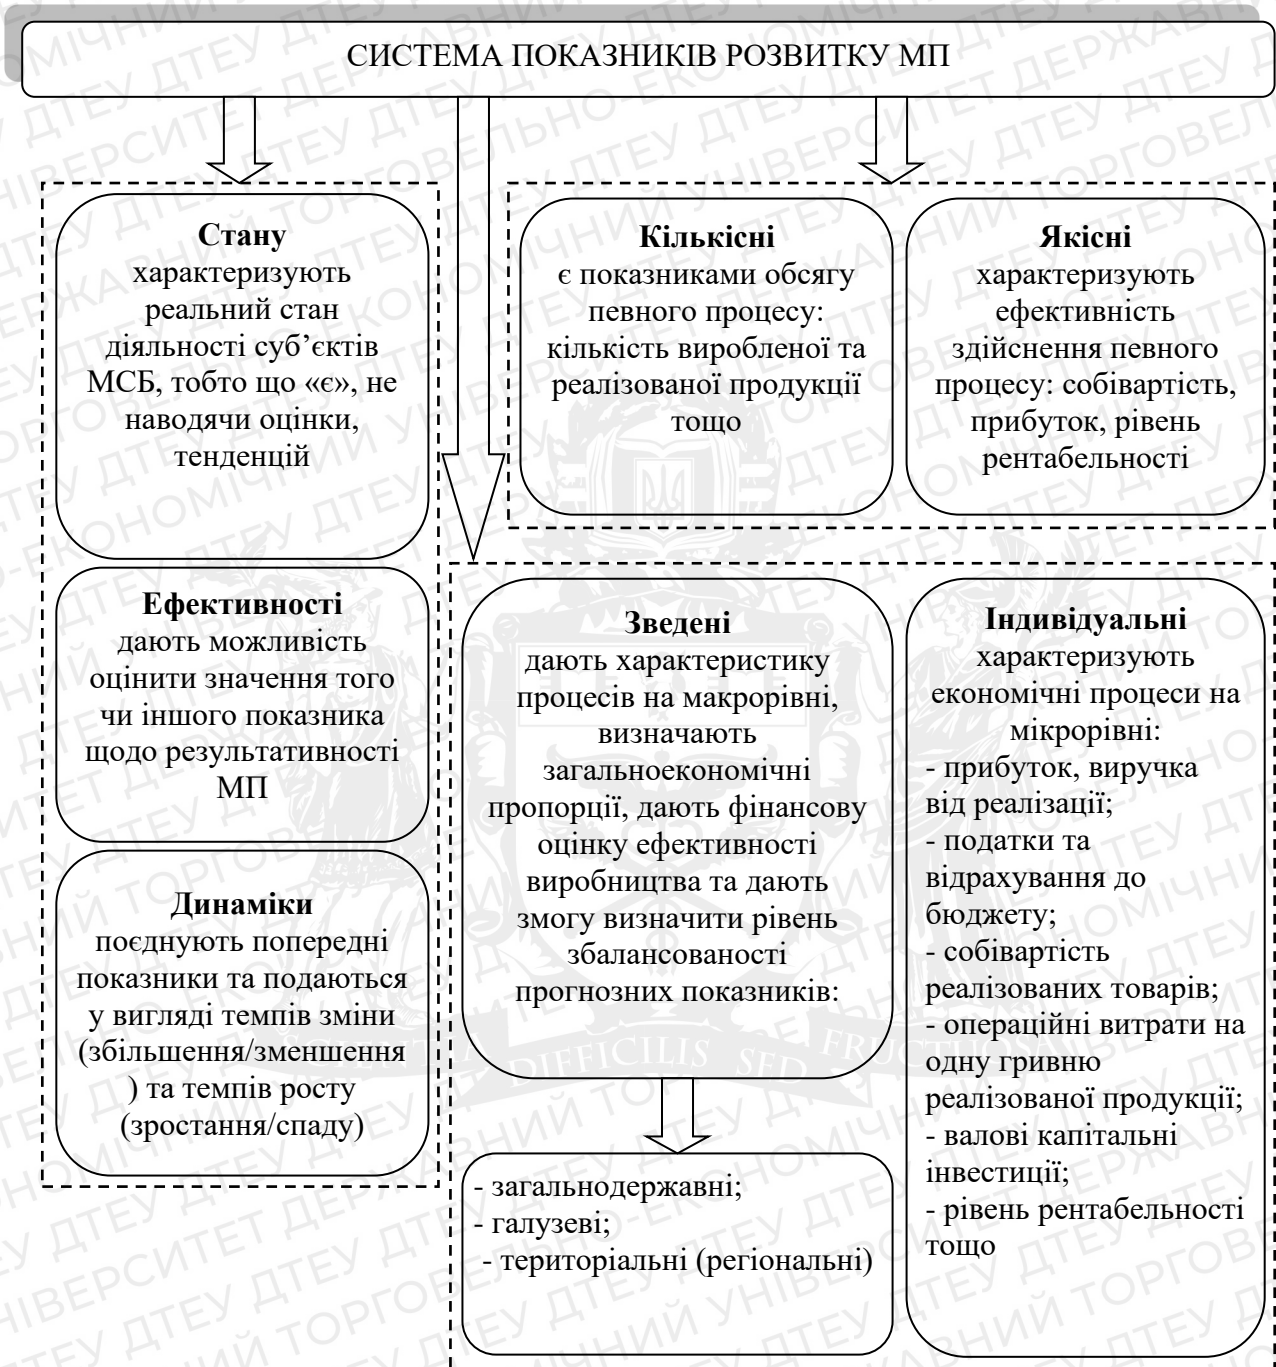 СИСТЕМА ПОКАЗНИКІВ РОЗВИТКУ МП
Стану
характеризують
реальний стан
діяльності суб’єктів
МСБ, тобто що «є», не
наводячи оцінки,
тенденцій
Ефективності
дають можливість
оцінити значення того
чи іншого показника
щодо результативності
МП
Динаміки
поєднують попередні
показники та подаються
у вигляді темпів зміни
(збільшення/зменшення
) та темпів росту
(зростання/спаду)
Кількісні
є показниками обсягу
певного процесу:
кількість виробленої та
реалізованої продукції
тощо
Якісні
характеризують
ефективність
здійснення певного
процесу: собівартість,
прибуток, рівень
рентабельності
Зведені
дають характеристику
процесів на макрорівні,
визначають
загальноекономічні
пропорції, дають фінансову
оцінку ефективності
виробництва та дають
змогу визначити рівень
збалансованості
прогнозних показників:
- загальнодержавні;
- галузеві;
- територіальні (регіональні)
Індивідуальні
характеризують
економічні процеси на
мікрорівні:
- прибуток, виручка
від реалізації;
- податки та
відрахування до
бюджету;
- собівартість
реалізованих товарів;
- операційні витрати на
одну гривню
реалізованої продукції;
- валові капітальні
інвестиції;
- рівень рентабельності
тощо